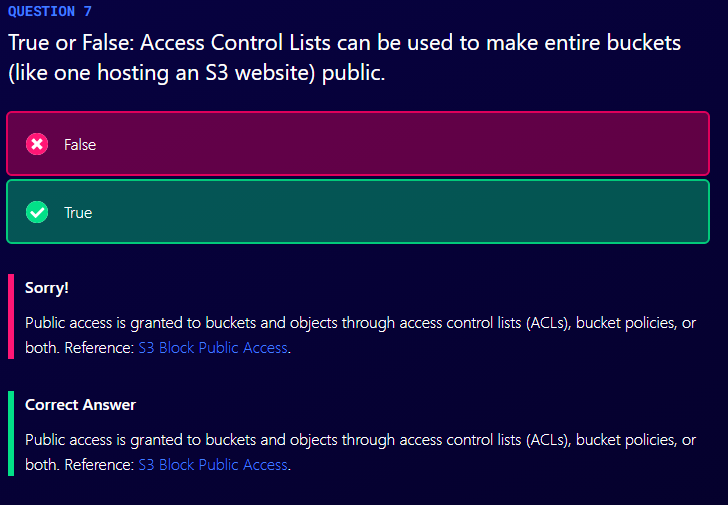 QUESTION 7
True or False: Access Control Lists can be used to make entire buckets
(like one hosting an S3 website) public.
False
True
Sorry!
Public access is granted to buckets and objects through access control lists (ACLs), bucket policies, or
both. Reference: S3 Block Public Access.
Correct Answer
Public access is granted to buckets and objects through access control lists (ACLs), bucket policies, or
both. Reference: S3 Block Public Access.